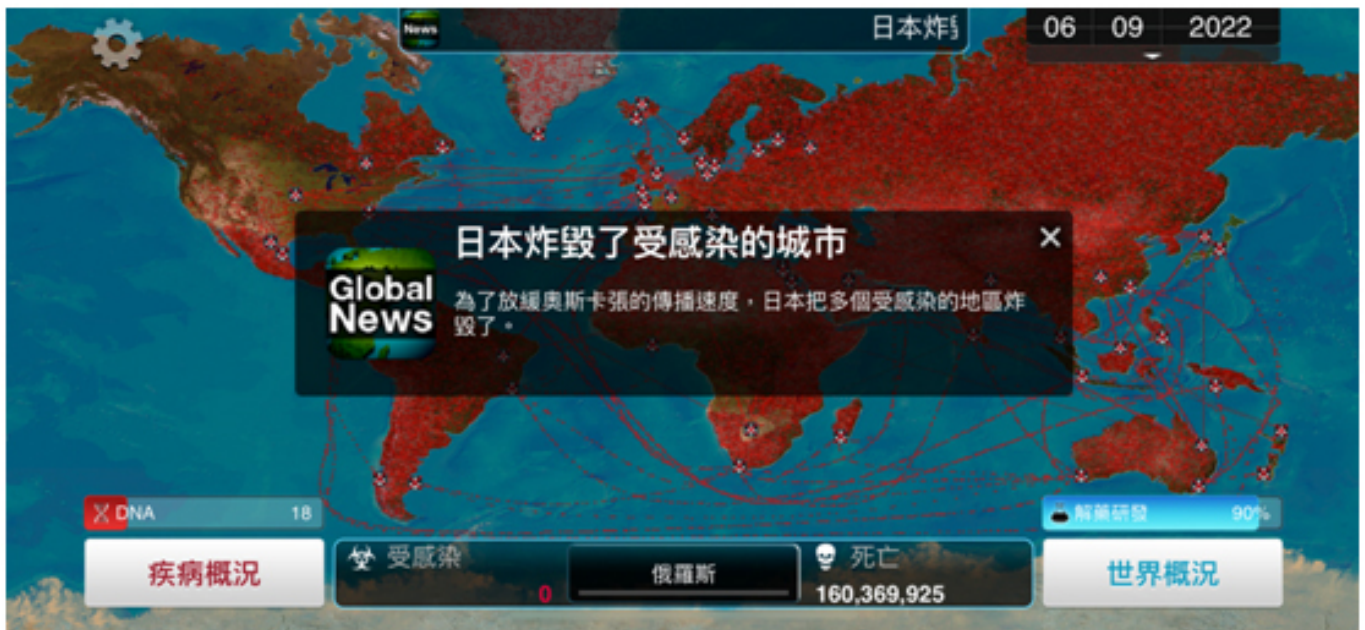 News
日本炸
06 09 2022
日本炸毀了受感染的城市
Global
News
為了放緩奧斯卡張的傳播速度，日本把多個受感染的地區炸
毀了。
DNA 18
解藥研發 90%
疾病概況
受感染
0
俄羅斯
死亡
160,369,925
世界概況